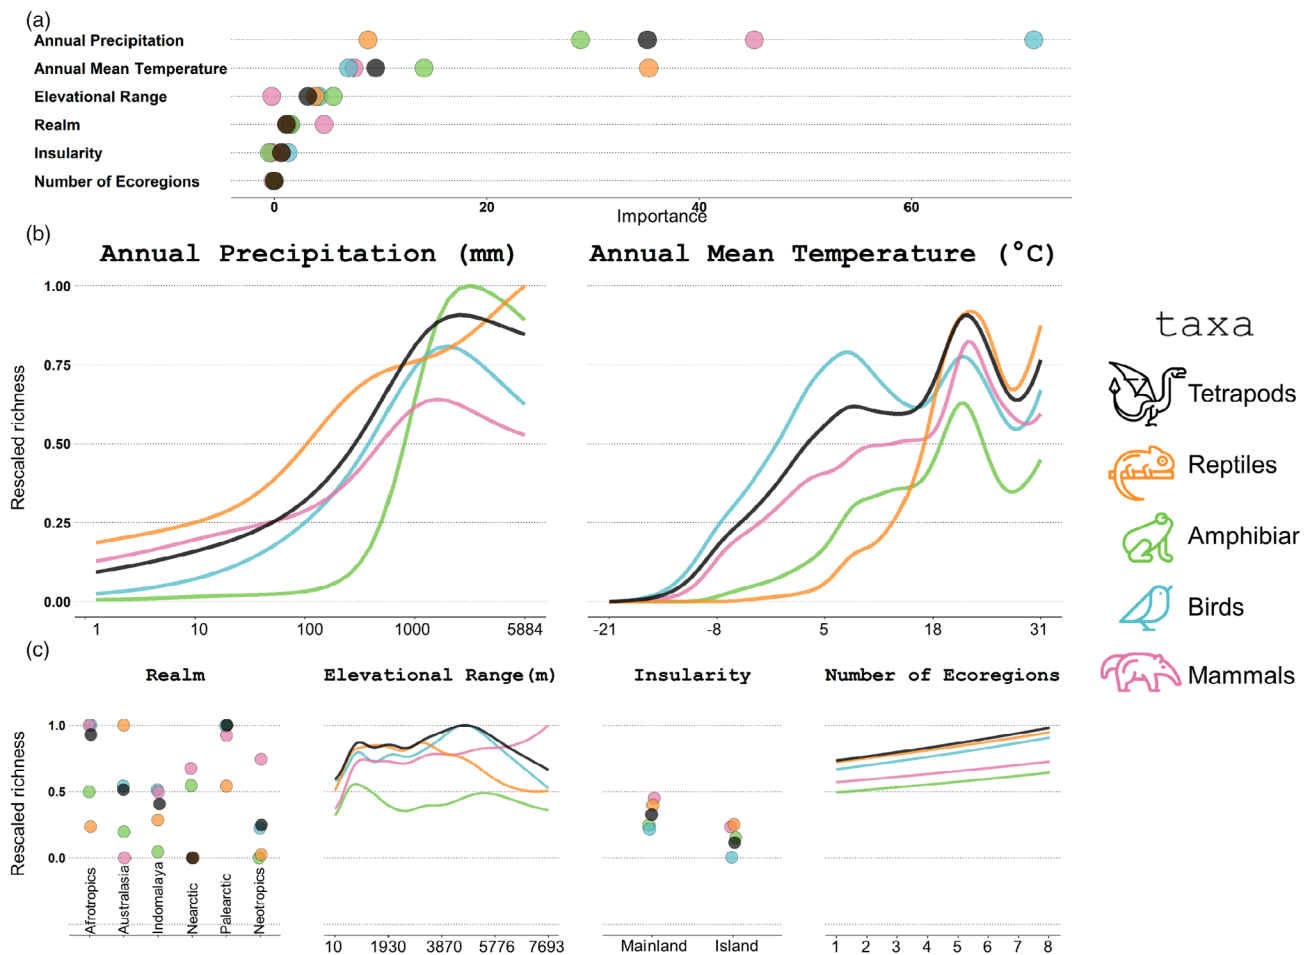 (a)
Annual Precipitation
Annual Mean Temperature
Elevational Range
Realm
Insularity
Number of Ecoregions
0 20 40 60
Importance
(b)
Annual Precipitation (mm) Annual Mean Temperature (°C)
Rescaled richness
1.00
0.75
0.50
0.25
0.00
1 10 100 1000 5884
-21 -8 5 18 31
taxa
Tetrapods
Reptiles
Amphibiar
Birds
Mammals
(c)
Realm Elevational Range(m) Insularity Number of Ecoregions
Rescaled richness
1.0
0.5
0.0
Afrotropics
Australasia
Indomalaya
Nearctic
Palearctic
Neotropics
10 1930 3870 5776 7693
Mainland Island
1 2 3 4 5 6 7 8